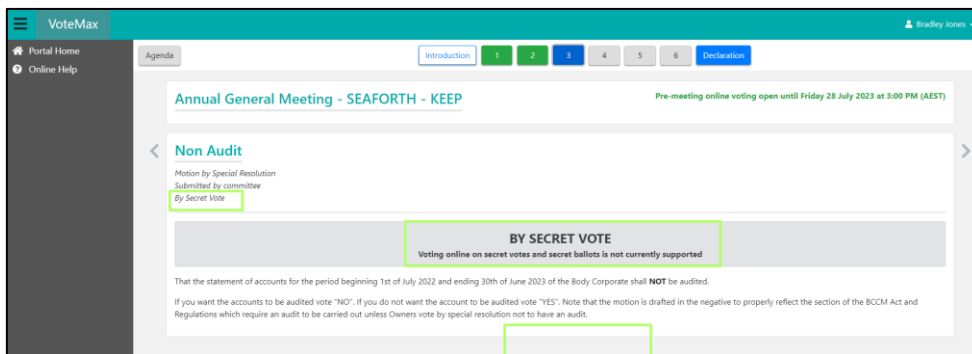 VoteMax
Bradley Jones
Portal Home
Online Help
Agenda
Introduction 1 2 3 4 5 6 Declaration
Annual General Meeting - SEAFORTH - KEEP
Pre-meeting online voting open until Friday 28 July 2023 at 3:00 PM (AEST)
Non Audit
Motion by Special Resolution
Submitted by committee
By Secret Vote
BY SECRET VOTE
Voting online on secret votes and secret ballots is not currently supported
That the statement of accounts for the period beginning 1st of July 2022 and ending 30th of June 2023 of the Body Corporate shall NOT be audited.
If you want the accounts to be audited vote "NO". If you do not want the account to be audited vote "YES". Note that the motion is drafted in the negative to properly reflect the section of the BCCM Act and
Regulations which require an audit to be carried out unless Owners vote by special resolution not to have an audit.